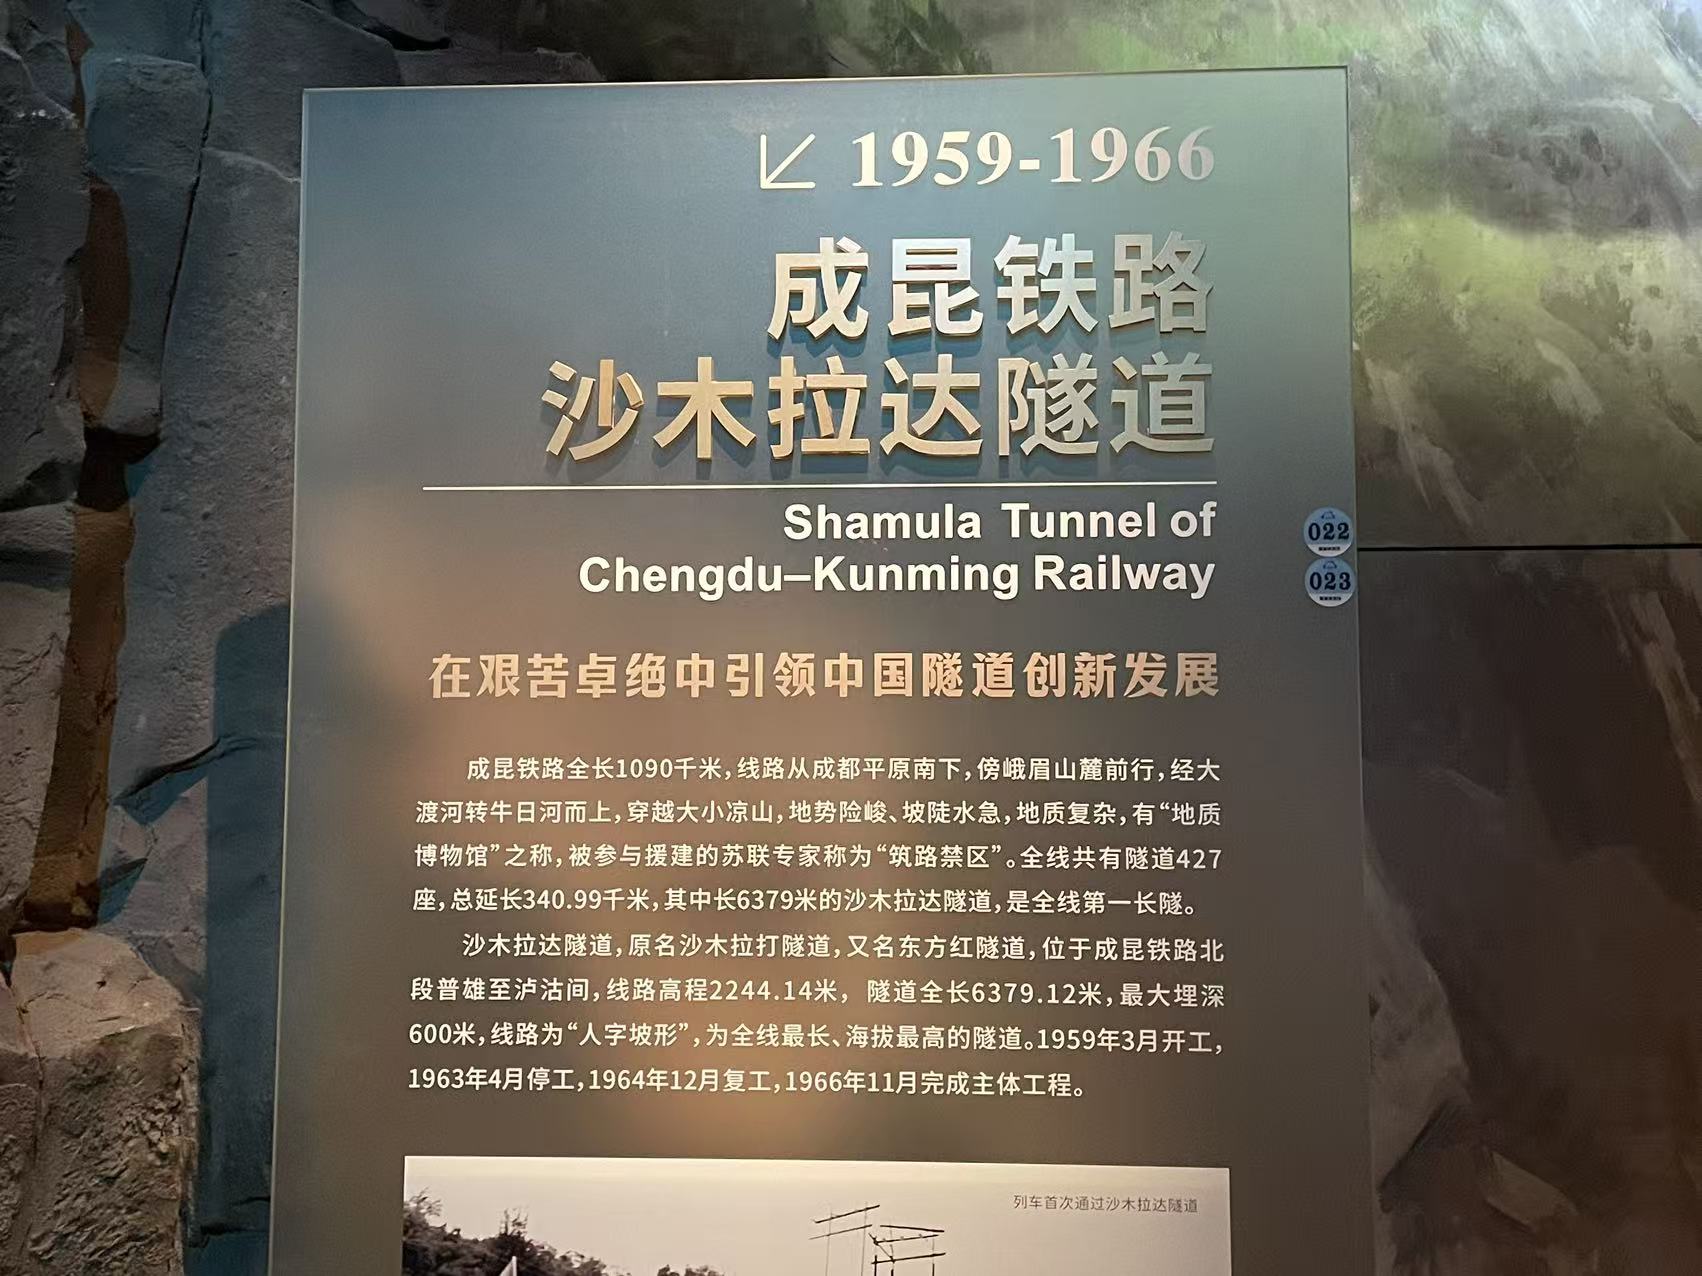 1959-1966
成昆铁路
沙木拉达隧道
Shamula Tunnel of
Chengdu–Kunming Railway
022
023
在艰苦卓绝中引领中国隧道创新发展
成昆铁路全长1090千米，线路从成都平原南下，傍峨眉山麓前行，经大
渡河转牛日河而上，穿越大小凉山，地势险峻、坡陡水急，地质复杂，有“地质
博物馆”之称，被参与援建的苏联专家称为“筑路禁区”。全线共有隧道427
座，总延长340.99千米，其中长6379米的沙木拉达隧道，是全线第一长隧。
沙木拉达隧道，原名沙木拉打隧道，又名东方红隧道，位于成昆铁路北
段普雄至泸沽间，线路高程2244.14米， 隧道全长6379.12米，最大埋深
600米，线路为“人字坡形”，为全线最长、海拔最高的隧道。1959年3月开工，
1963年4月停工，1964年12月复工，1966年11月完成主体工程。
列车首次通过沙木拉达隧道